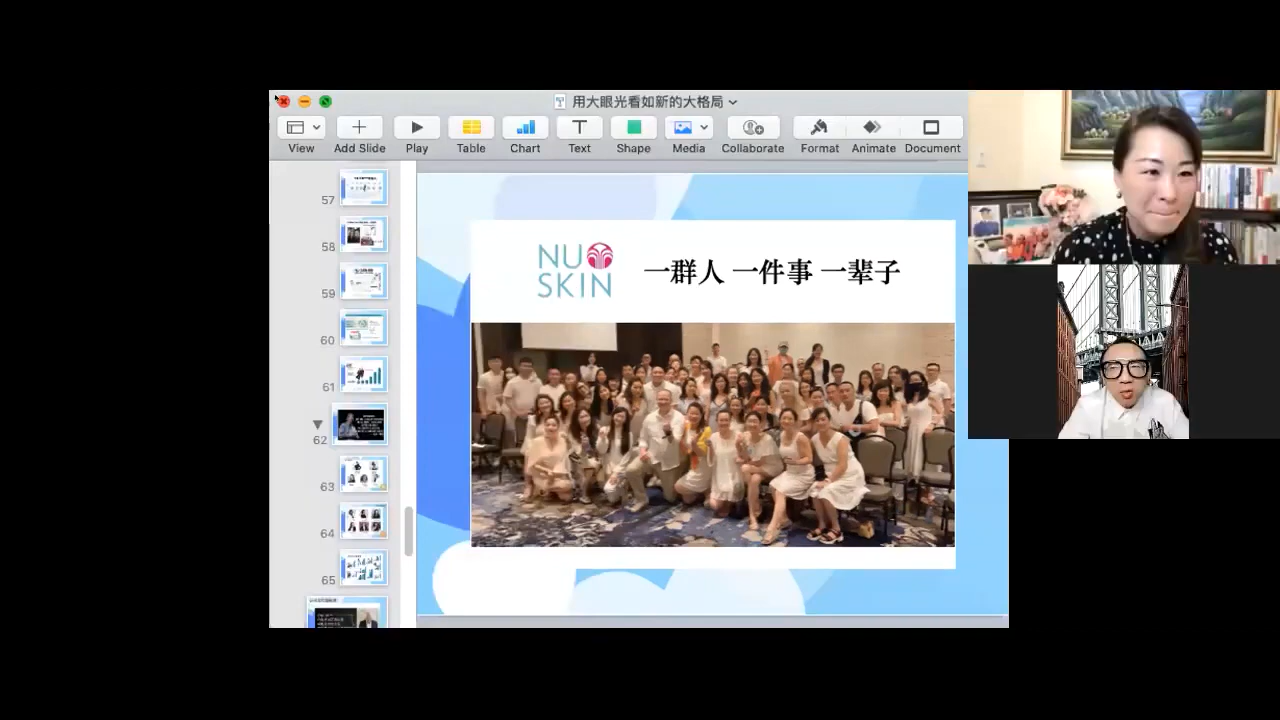 用大眼光看如新的大格局
View
Add Slide
Play
Table
Chart
Text
Shape
Media
Collaborate
Format
Animate
Document
57
58
59
60
61
62
63
64
65
NU SKIN
一群人 一件事 一辈子